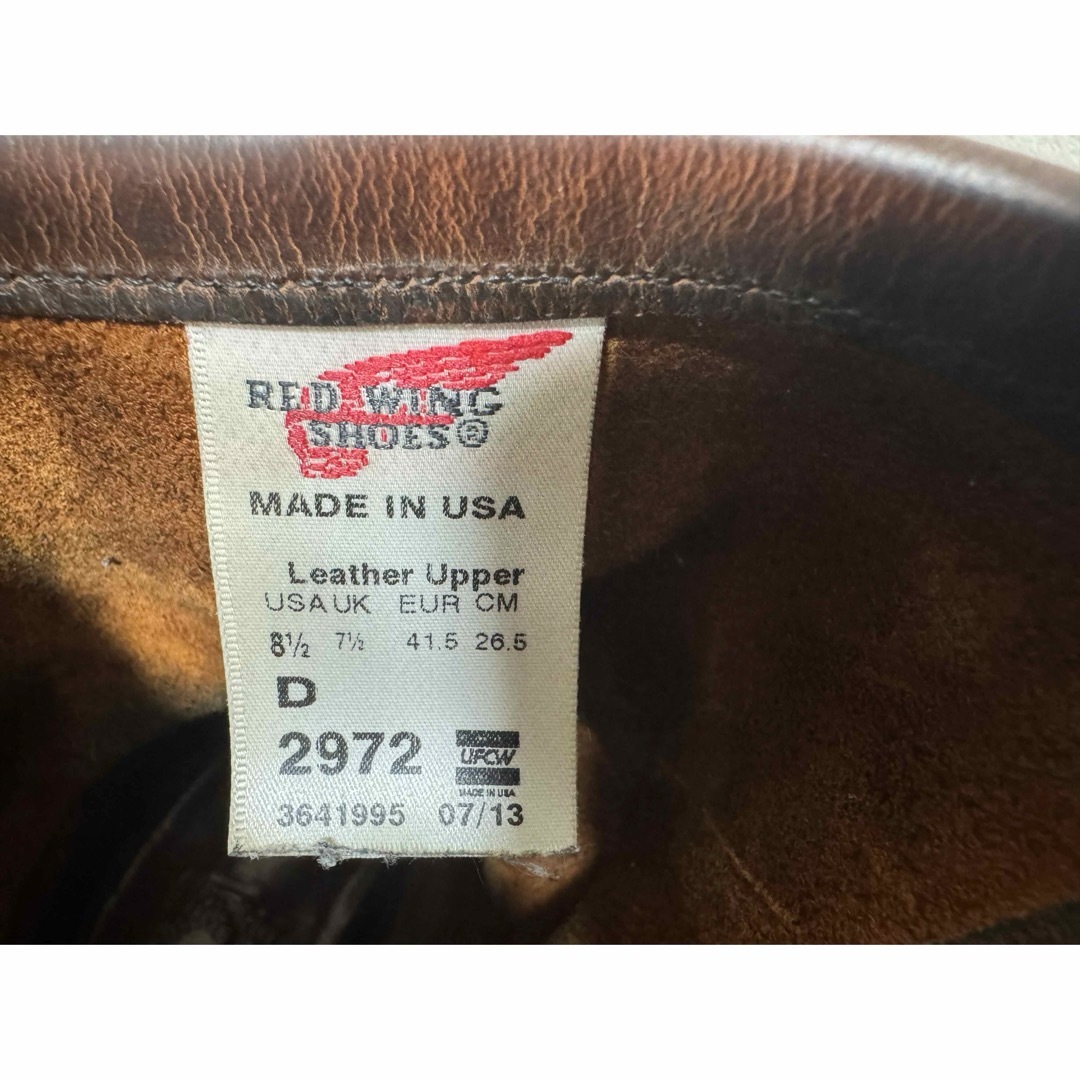 RED WING
SHOES®
MADE IN USA
Leather Upper
USA UK EUR CM
8½ 7½ 41.5 26.5
D
2972
UFCW
MADE IN USA
3641995 07/13